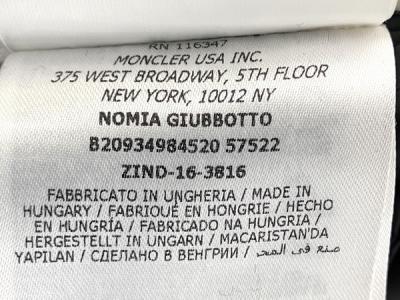 RN 116347
MONCLER USA INC.
375 WEST BROADWAY, 5TH FLOOR
NEW YORK, 10012 NY
NOMIA GIUBBOTTO
B20934984520 57522
ZIND-16-3816
FABBRICATO IN UNGHERIA / MADE IN
HUNGARY / FABRIQUÉ EN HONGRIE / HECHO
EN HUNGRÍA / FABRICADO NA HUNGRIA /
HERGESTELLT IN UNGARN / MACARISTAN'DA
YAPILAN / СДЕЛАНО В ВЕНГРИИ / صنع في المجر